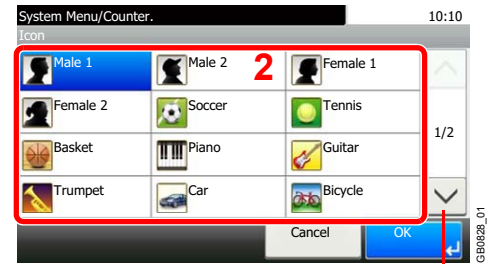 System Menu/Counter. 10:10
Icon
Male 1 Male 2 2 Female 1
Female 2 Soccer Tennis
1/2
Basket Piano Guitar
Trumpet Car Bicycle
Cancel OK
GB0828_01